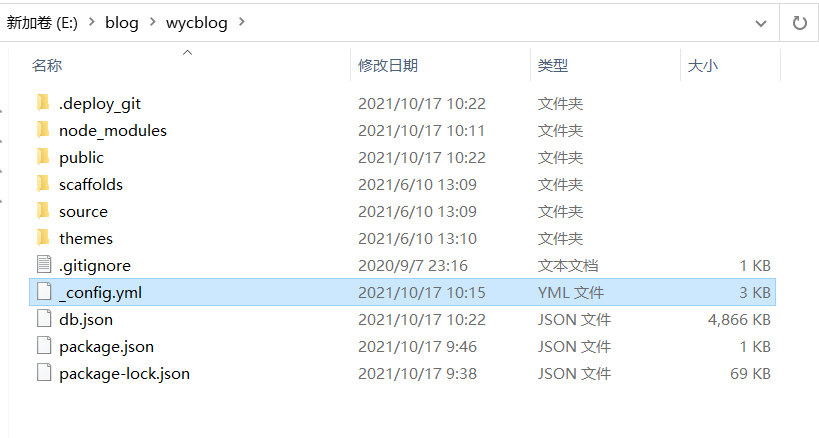 新加卷 (E:) > blog > wycblog >
名称 修改日期 类型 大小
.deploy_git 2021/10/17 10:22 文件夹
node_modules 2021/10/17 10:11 文件夹
public 2021/10/17 10:22 文件夹
scaffolds 2021/6/10 13:09 文件夹
source 2021/6/10 13:09 文件夹
themes 2021/6/10 13:10 文件夹
.gitignore 2020/9/7 23:16 文本文档 1 KB
_config.yml 2021/10/17 10:15 YML 文件 3 KB
db.json 2021/10/17 10:22 JSON 文件 4,866 KB
package.json 2021/10/17 9:46 JSON 文件 1 KB
package-lock.json 2021/10/17 9:38 JSON 文件 69 KB